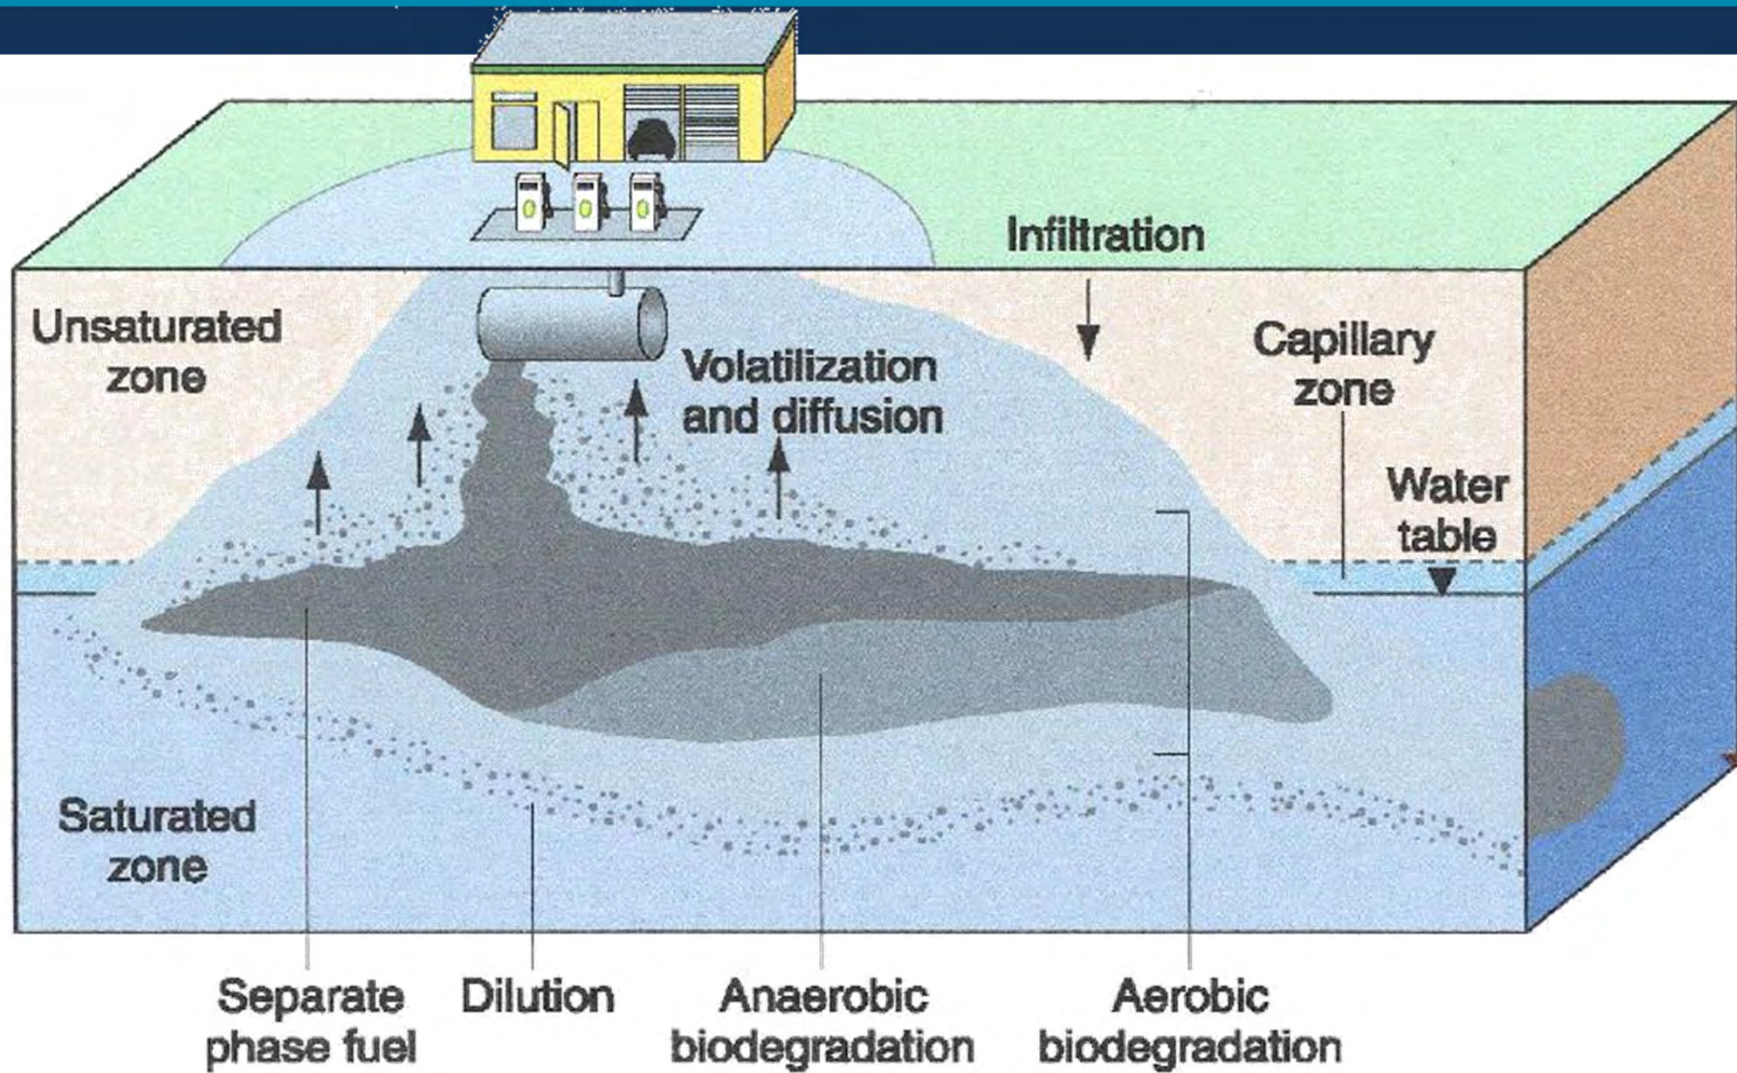 Infiltration
Unsaturated
zone
Capillary
zone
Volatilization
and diffusion
Water
table
Saturated
zone
Separate
phase fuel
Dilution
Anaerobic
biodegradation
Aerobic
biodegradation